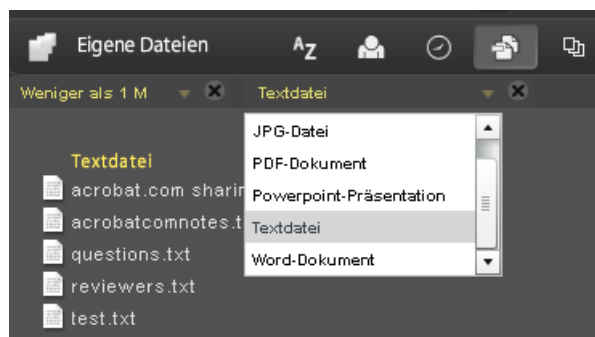 Eigene Dateien AZ
Weniger als 1 M Textdatei
JPG-Datei
PDF-Dokument
Powerpoint-Präsentation
Textdatei
Word-Dokument
Textdatei
acrobat.com sharin
acrobatcomnotes.t
questions.txt
reviewers.txt
test.txt